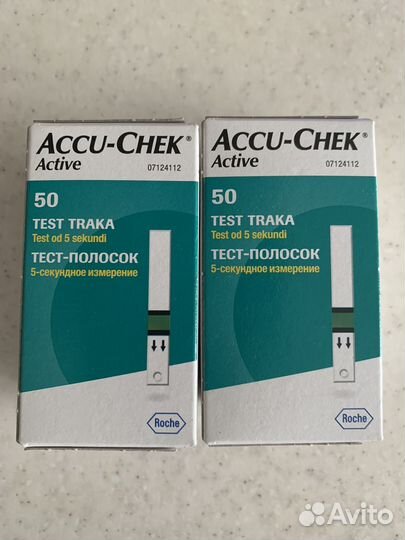 ACCU-CHEK®
Active
07124112
50
TEST TRAKA
Test od 5 sekundi
ТЕСТ-ПОЛОСОК
5-секундное измерение
Roche
ACCU-CHEK®
Active
07124112
50
TEST TRAKA
Test od 5 sekundi
ТЕСТ-ПОЛОСОК
5-секундное измерение
Roche
Avito